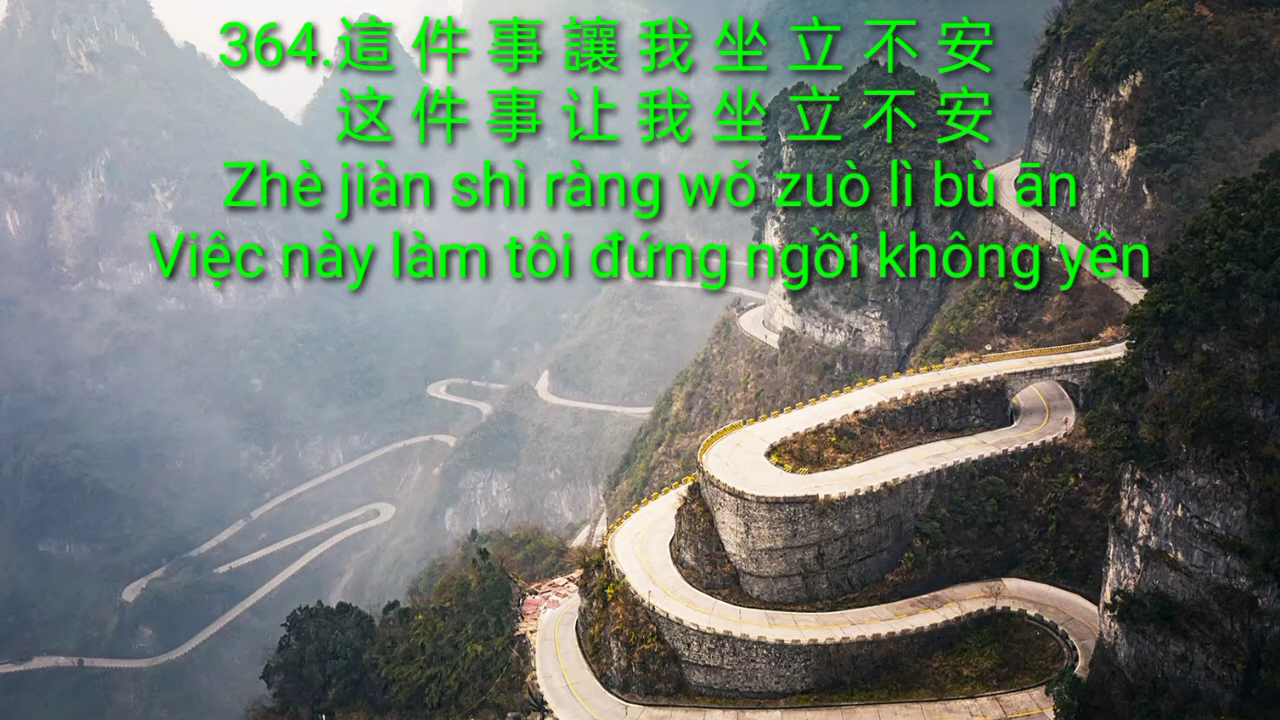 364.這件事讓我坐立不安
这件事让我坐立不安
Zhè jiàn shì ràng wǒ zuò lì bù ān
Việc này làm tôi đứng ngồi không yên